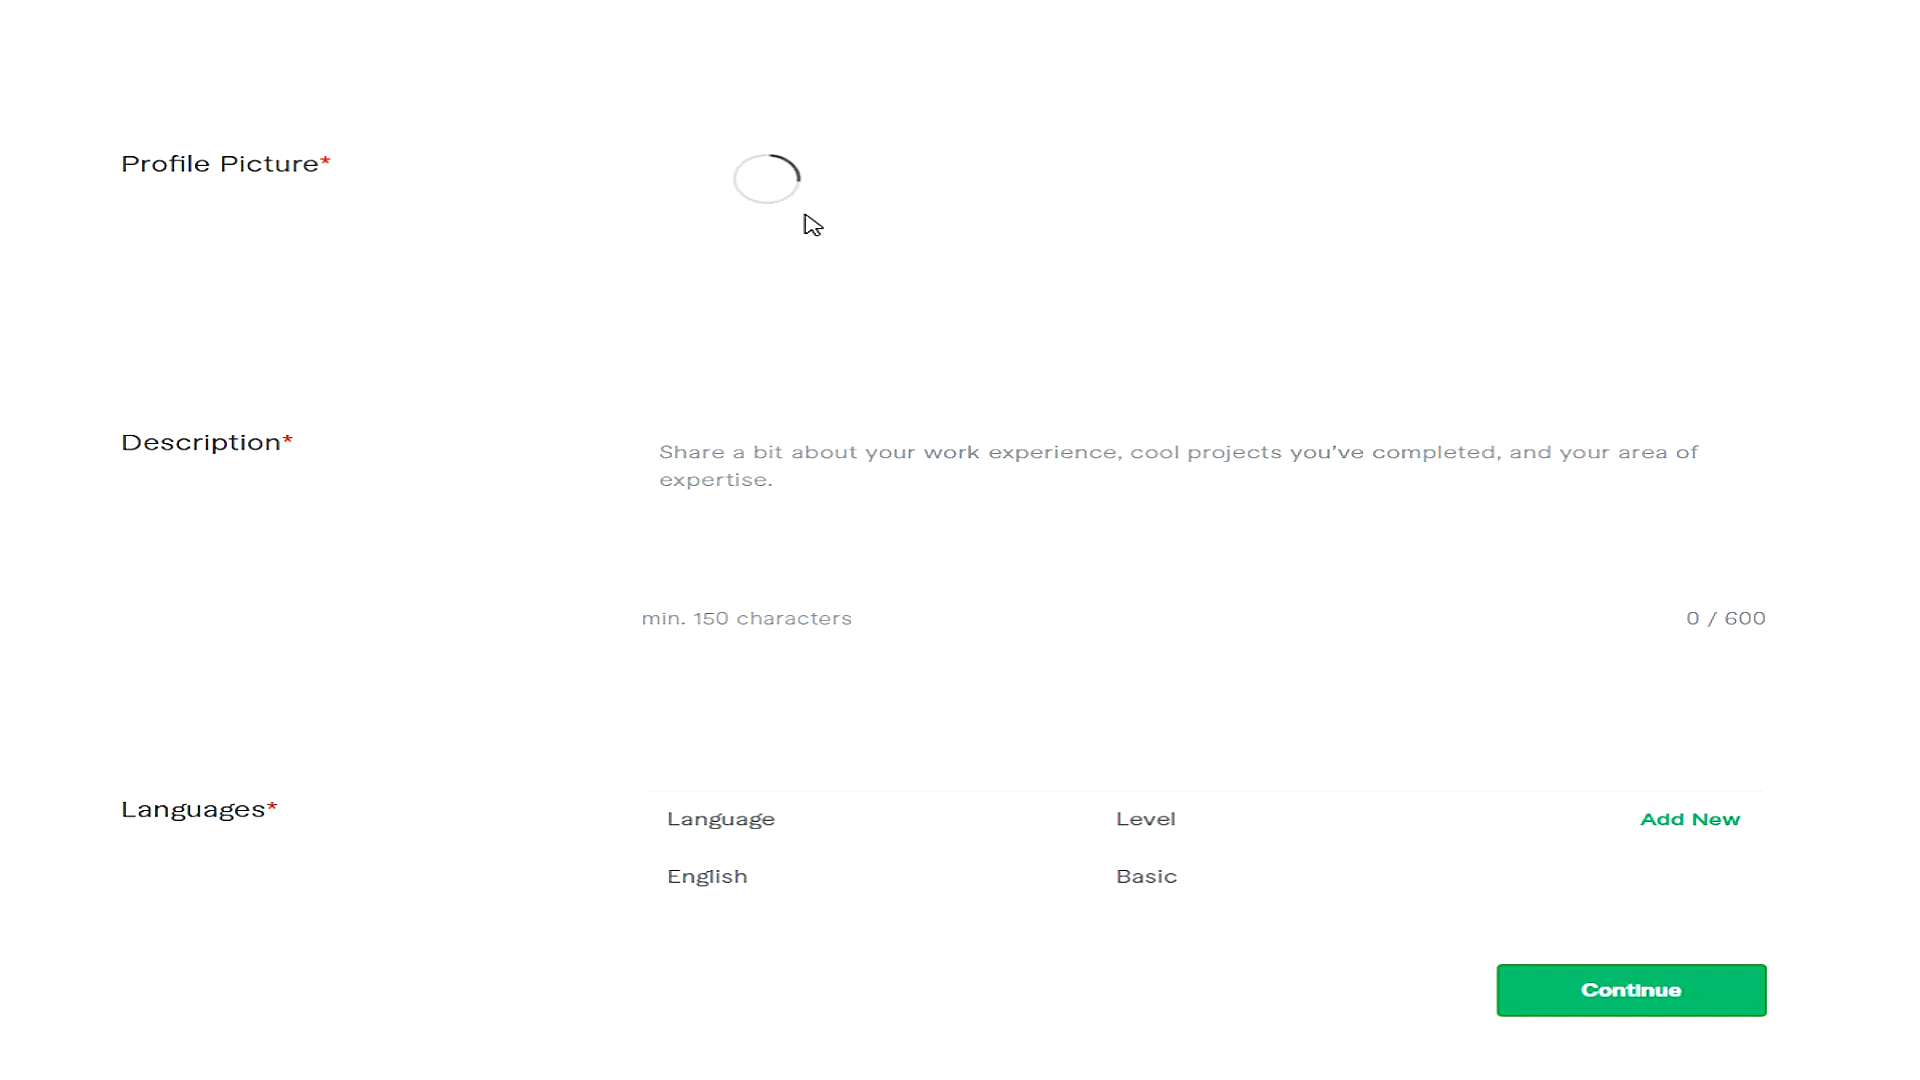 Profile Picture*
Description*
Share a bit about your work experience, cool projects you've completed, and your area of
expertise.
min. 150 characters
0 / 600
Languages*
Language Level Add New
English Basic
Continue